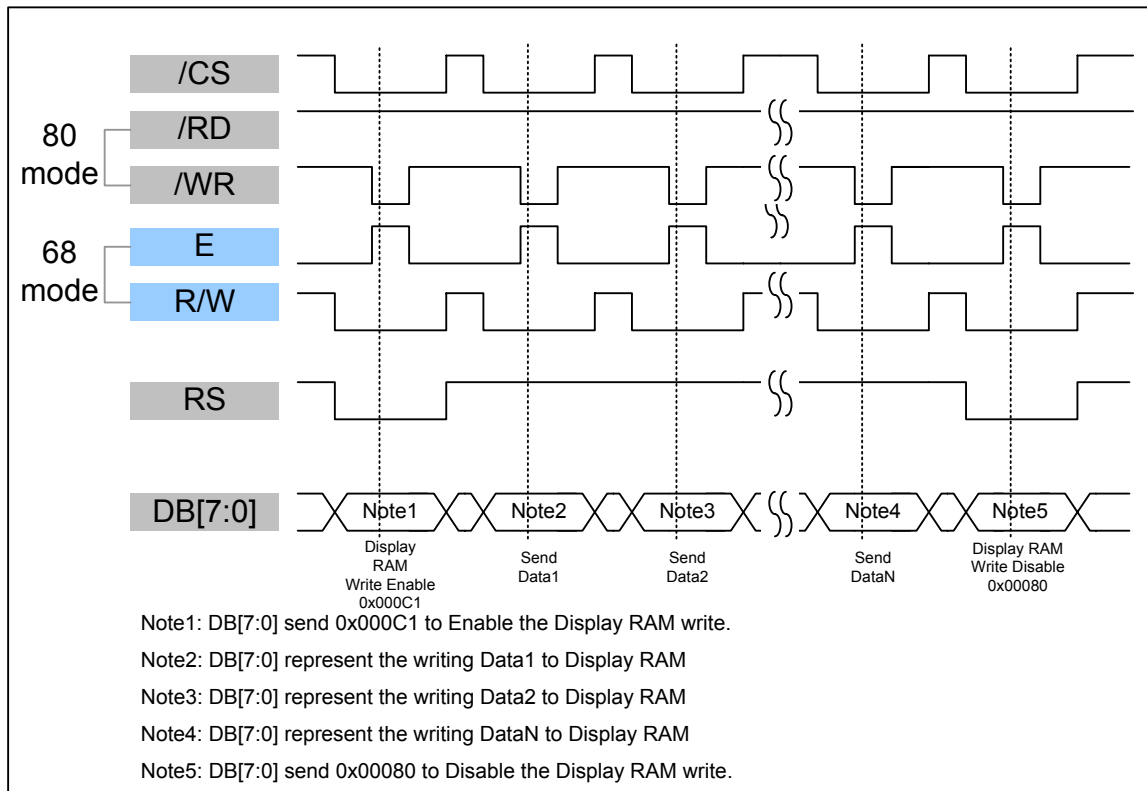 /CS
/RD
80
mode
/WR
E
68
mode
R/W
RS
DB[7:0]
Note1
Note2
Note3
Note4
Note5
Display
RAM
Write Enable
0x000C1
Send
Data1
Send
Data2
Send
DataN
Display RAM
Write Disable
0x00080
Note1: DB[7:0] send 0x000C1 to Enable the Display RAM write.
Note2: DB[7:0] represent the writing Data1 to Display RAM
Note3: DB[7:0] represent the writing Data2 to Display RAM
Note4: DB[7:0] represent the writing DataN to Display RAM
Note5: DB[7:0] send 0x00080 to Disable the Display RAM write.